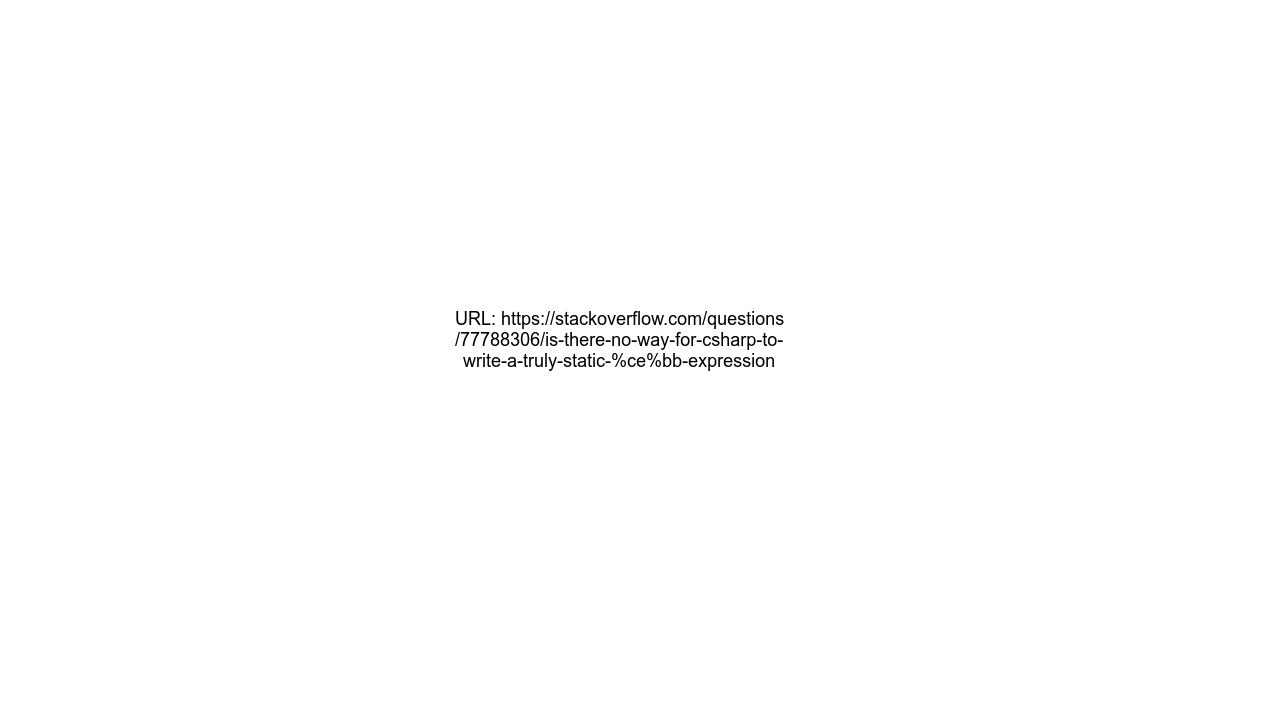 URL: https://stackoverflow.com/questions
/77788306/is-there-no-way-for-csharp-to-
write-a-truly-static-%ce%bb-expression